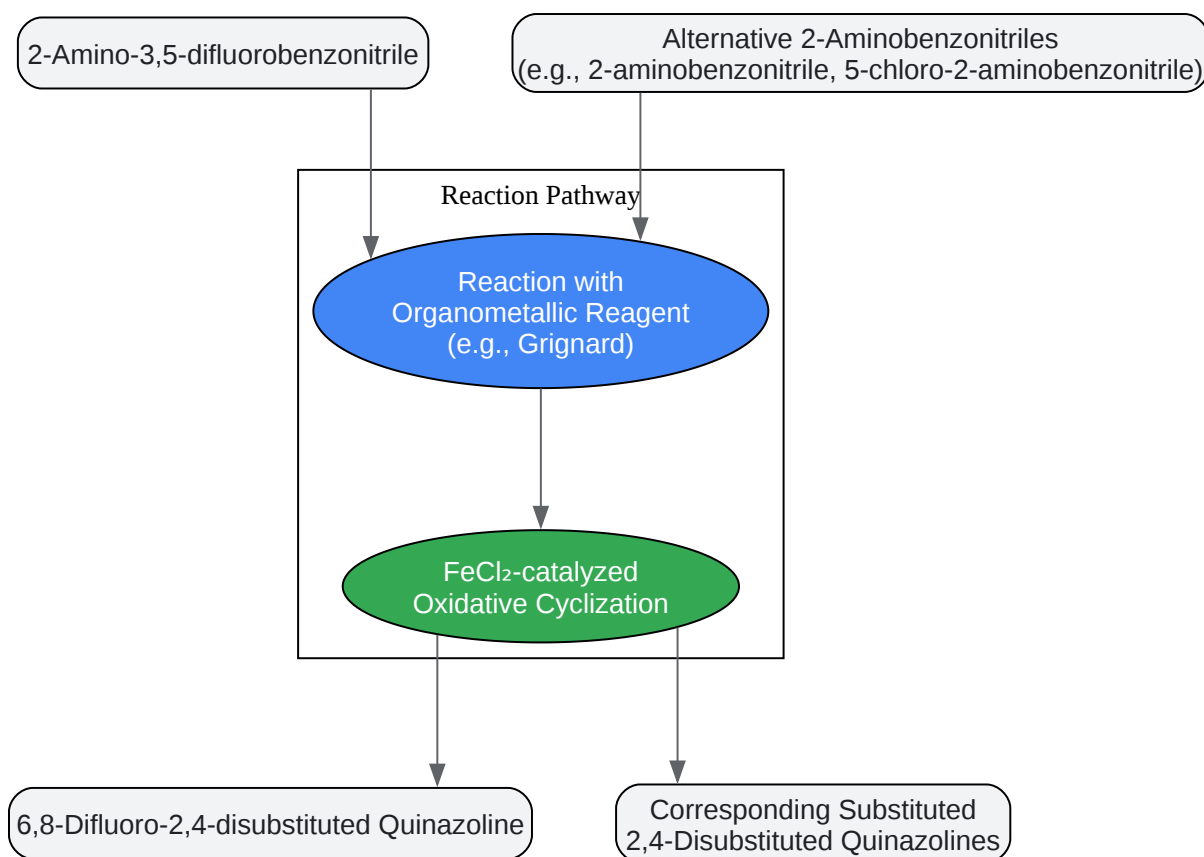 2-Amino-3,5-difluorobenzonitrile
Alternative 2-Aminobenzonitriles
(e.g., 2-aminobenzonitrile, 5-chloro-2-aminobenzonitrile)
Reaction Pathway
Reaction with
Organometallic Reagent
(e.g., Grignard)
FeCl₂-catalyzed
Oxidative Cyclization
6,8-Difluoro-2,4-disubstituted Quinazoline
Corresponding Substituted
2,4-Disubstituted Quinazolines